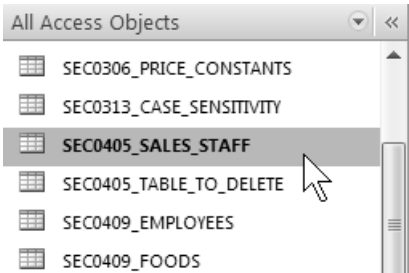 All Access Objects
SEC0306_PRICE_CONSTANTS
SEC0313_CASE_SENSITIVITY
SEC0405_SALES_STAFF
SEC0405_TABLE_TO_DELETE
SEC0409_EMPLOYEES
SEC0409_FOODS